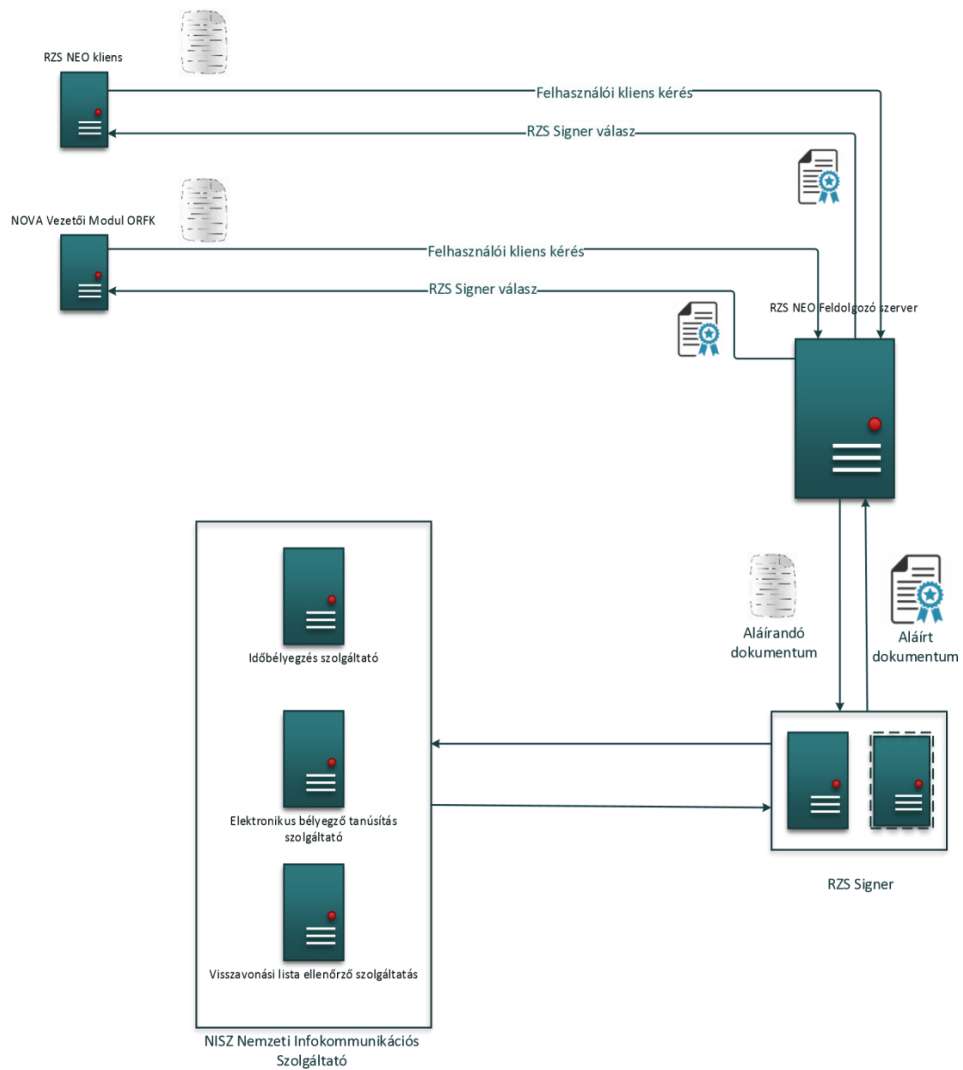 RZS NEO kliens
Felhasználói kliens kérés
RZS Signer válasz
NOVA Vezetői Modul ORFK
Felhasználói kliens kérés
RZS Signer válasz
RZS NEO Feldolgozó szerver
Aláírandó
dokumentum
Aláírt
dokumentum
Időbélyegzés szolgáltató
Elektronikus bélyegző tanúsítás
szolgáltató
Visszavonási lista ellenőrző szolgáltatás
RZS Signer
NISZ Nemzeti Infokommunikációs
Szolgáltató